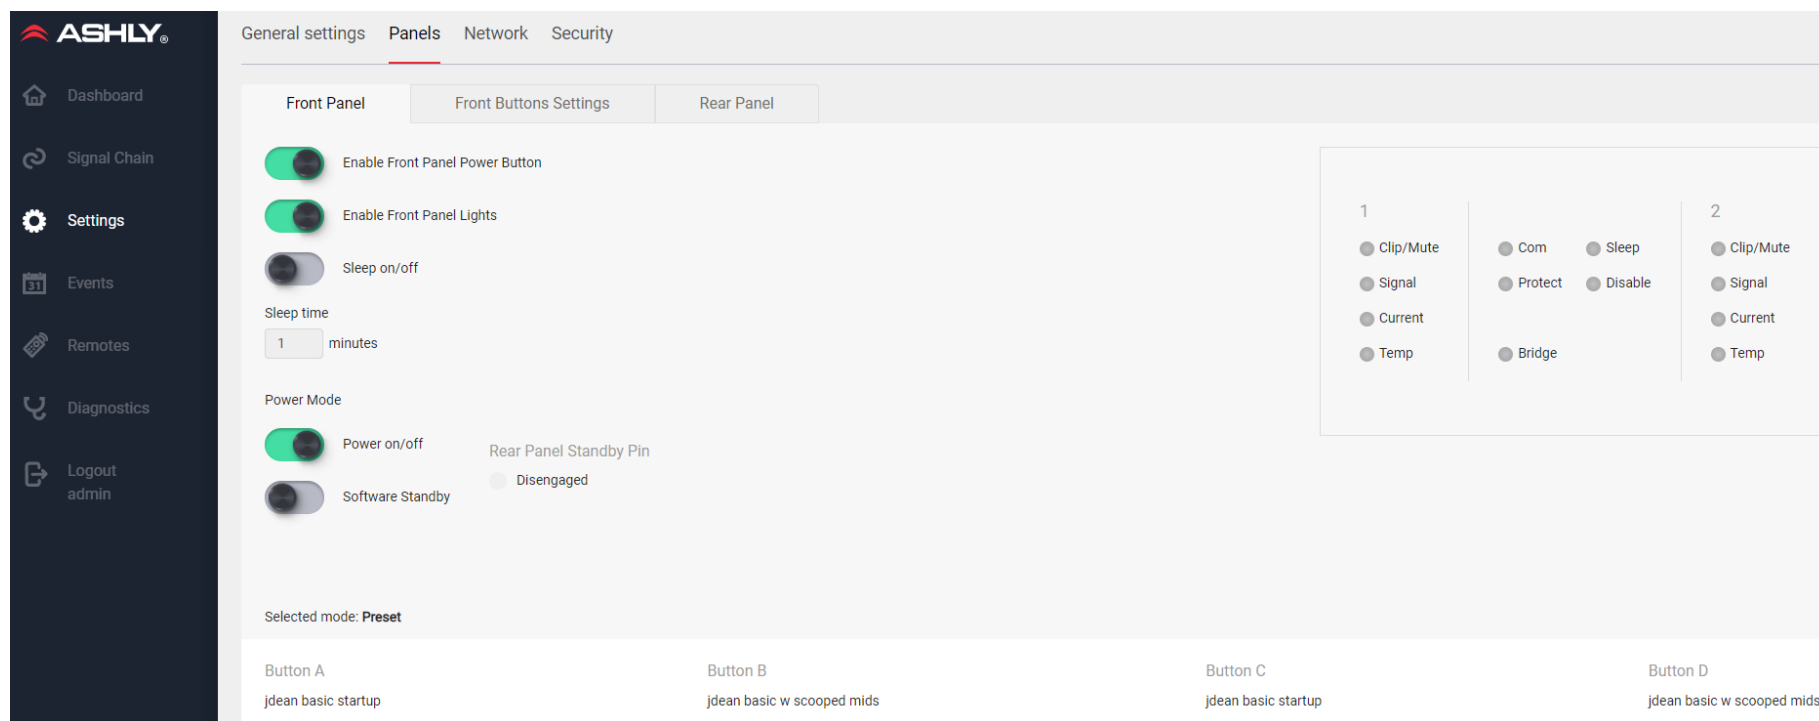 ASHLY®
General settings Panels Network Security
Dashboard
Signal Chain
Settings
31
Events
Remotes
Diagnostics
Logout
admin
Front Panel Front Buttons Settings Rear Panel
Enable Front Panel Power Button
Enable Front Panel Lights
Sleep on/off
Sleep time
1 minutes
Power Mode
Power on/off
Software Standby
Rear Panel Standby Pin
Disengaged
1
Clip/Mute
Signal
Current
Temp
Com Sleep
Protect Disable
Bridge
2
Clip/Mute
Signal
Current
Temp
Selected mode: Preset
Button A
jdean basic startup
Button B
jdean basic w scooped mids
Button C
jdean basic startup
Button D
jdean basic w scooped mids